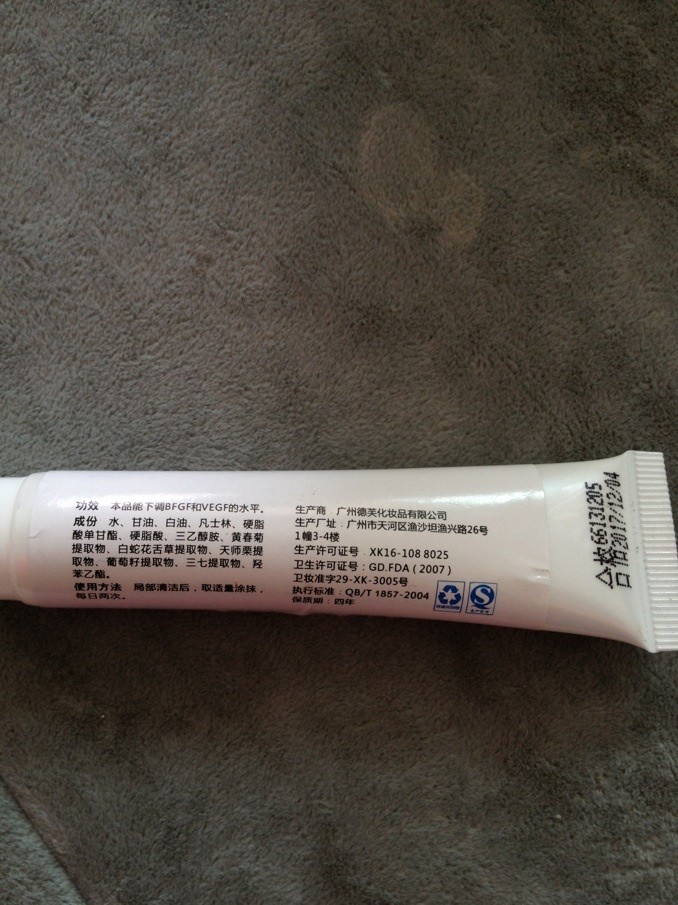 功效 本品能下调BFGF和VEGF的水平。
成份 水、甘油、白油、凡士林、硬脂
酸单甘酯、硬脂酸、三乙醇胺、黄春菊
提取物、白蛇花舌草提取物、天师栗提
取物、葡萄籽提取物、三七提取物、羟
苯乙酯。
使用方法 局部清洁后，取适量涂抹，
每日两次。
生产商：广州德芙化妆品有限公司
生产厂址：广州市天河区渔沙坦渔兴路26号
1幢3-4楼
生产许可证号：XK16-108 8025
卫生许可证号：GD.FDA（2007）
卫妆准字29-XK-3005号
执行标准：QB/T 1857-2004
保质期：四年
合格 66131205
2017/12/04